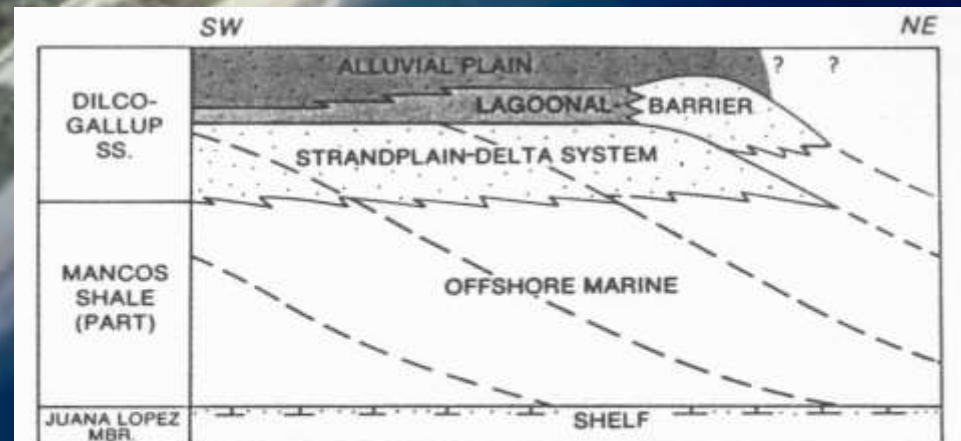 SW
NE
DILCO-
GALLUP
SS.
ALLUVIAL PLAIN
? ?
LAGOONAL
BARRIER
STRANDPLAIN-DELTA SYSTEM
MANCOS
SHALE
(PART)
OFFSHORE MARINE
JUANA LOPEZ
MBR.
SHELF